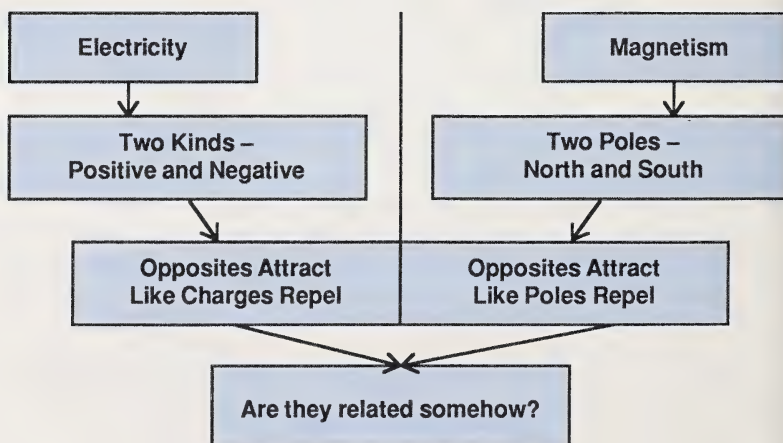 Electricity
Magnetism
Two Kinds –
Positive and Negative
Two Poles –
North and South
Opposites Attract
Like Charges Repel
Opposites Attract
Like Poles Repel
Are they related somehow?